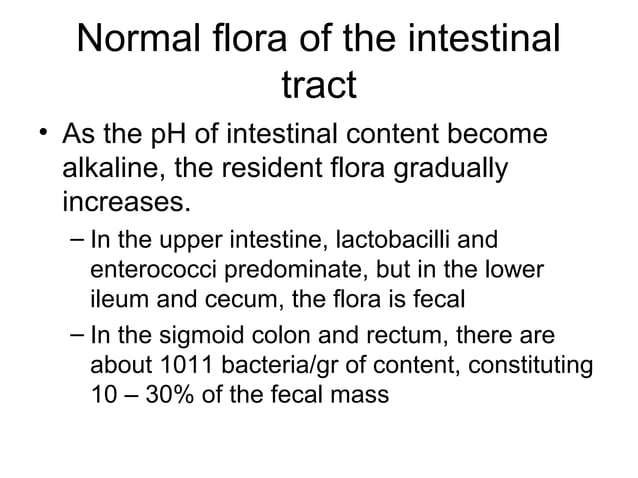 Normal flora of the intestinal
tract
• As the pH of intestinal content become
alkaline, the resident flora gradually
increases.
– In the upper intestine, lactobacilli and
enterococci predominate, but in the lower
ileum and cecum, the flora is fecal
– In the sigmoid colon and rectum, there are
about 1011 bacteria/gr of content, constituting
10 – 30% of the fecal mass